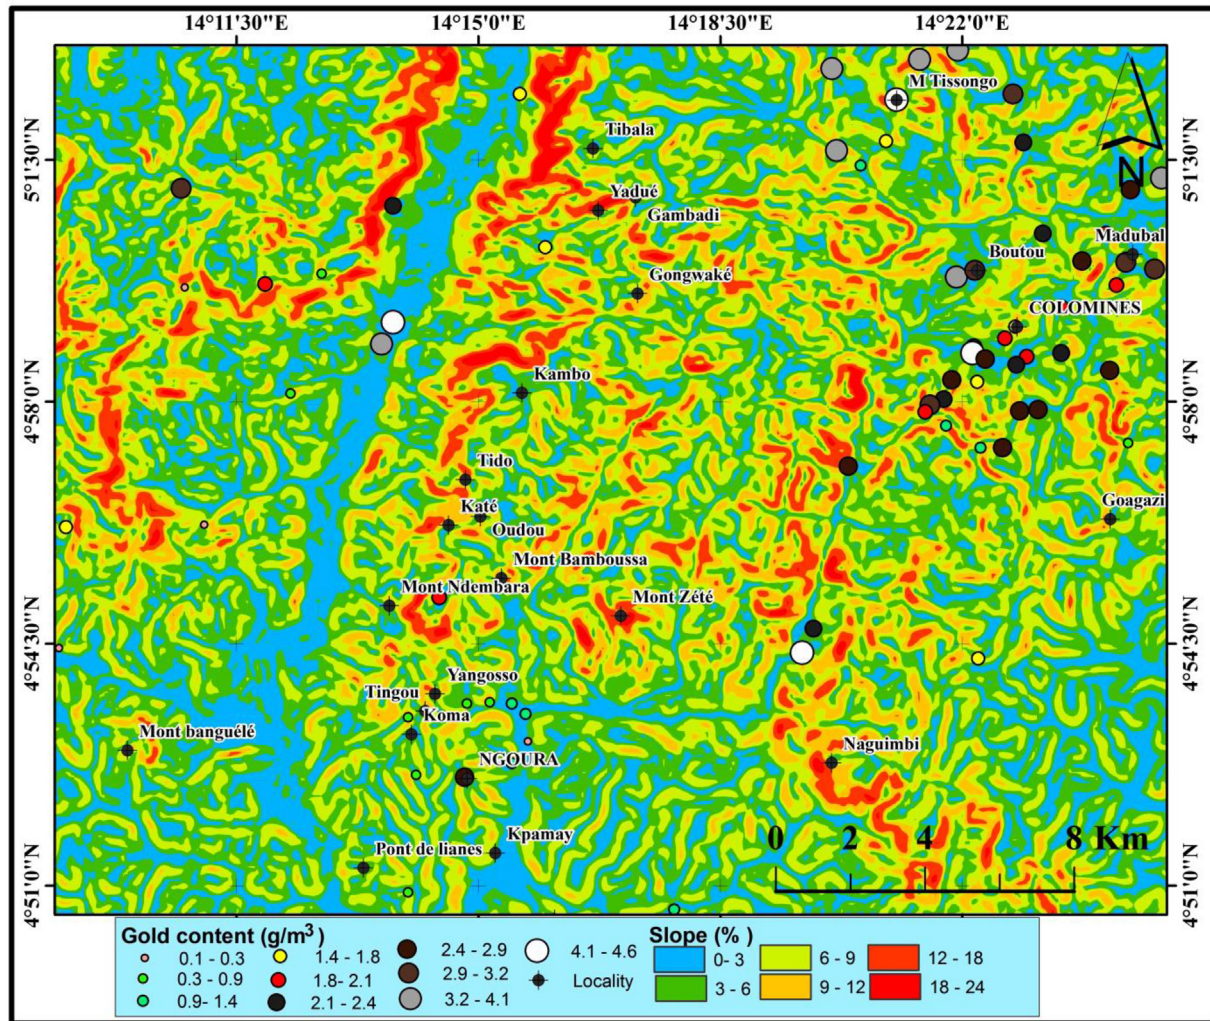 14°11'30"E 14°15'0"E 14°18'30"E 14°22'0"E
M Tissongo
Tibala
5°1'30"N 5°1'30"N
N
Yadué
Gambadi
Madubal
Boutou
Gongwaké
COLOMINES
Kambo
4°58'0"N 4°58'0"N
Tido
Katé
Goagazi
Oudou
Mont Bamboussa
Mont Ndembara
Mont Zété
4°54'30"N 4°54'30"N
Yangosso
Tingou
Koma
Mont banguélé
NGOURA
Naguimbi
Kpamay
0 2 4 8 Km
Pont de lianes
4°51'0"N 4°51'0"N
Gold content (g/m³) Slope (%)
0.1 - 0.3 1.4 - 1.8 2.4 - 2.9 4.1 - 4.6 0- 3 6 - 9 12 - 18
0.3 - 0.9 1.8- 2.1 2.9 - 3.2 Locality 3 - 6 9 - 12 18 - 24
0.9- 1.4 2.1 - 2.4 3.2 - 4.1